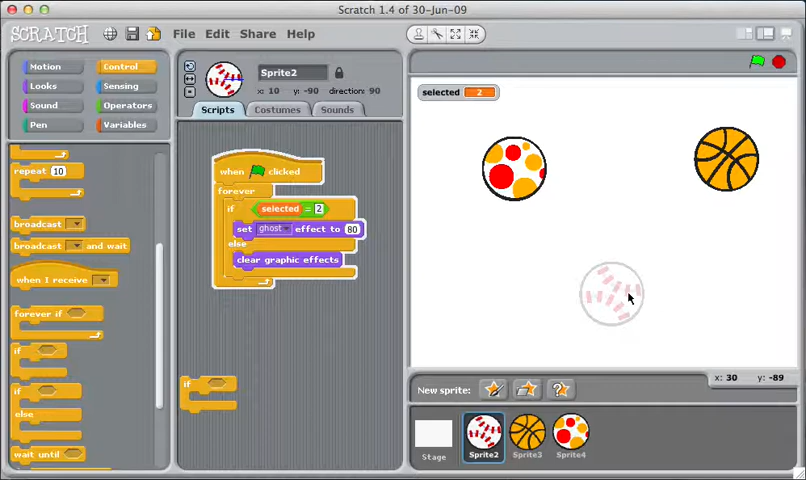 Scratch 1.4 of 30-Jun-09
SCRATCH File Edit Share Help
Motion Control
Looks Sensing
Sound Operators
Pen Variables
repeat 10
broadcast
broadcast and wait
when I receive
forever if
if
if
else
wait until
Sprite2
x: 10 y: -90 direction: 90
Scripts Costumes Sounds
when clicked
forever
if selected = 2
set ghost effect to 80
else
clear graphic effects
if
selected 2
x: 30 y: -89
New sprite:
Stage Sprite2 Sprite3 Sprite4